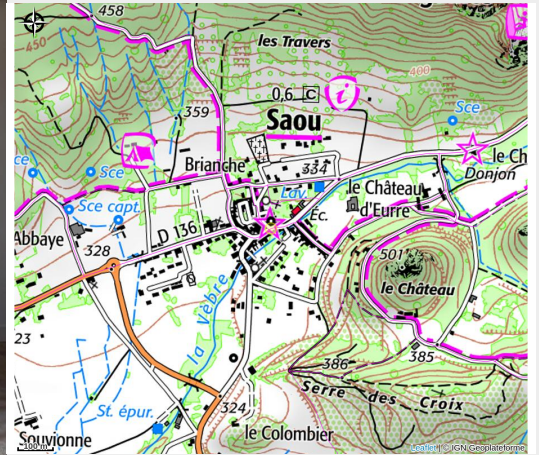 458
450
les Travers
400
0,6 C
i
359
Saou
Sce
Brianche
334
le Ch
Donjon
Sce
Lav.
le Château
d'Eurre
Sce capt.
Éc.
Abbaye
D 136
328
501
la Vèbre
le Château
23
386
385
Serre des Croix
St. épur.
324
le Colombier
Souvionne
100 m
Leaflet | © IGN Geoplateforme